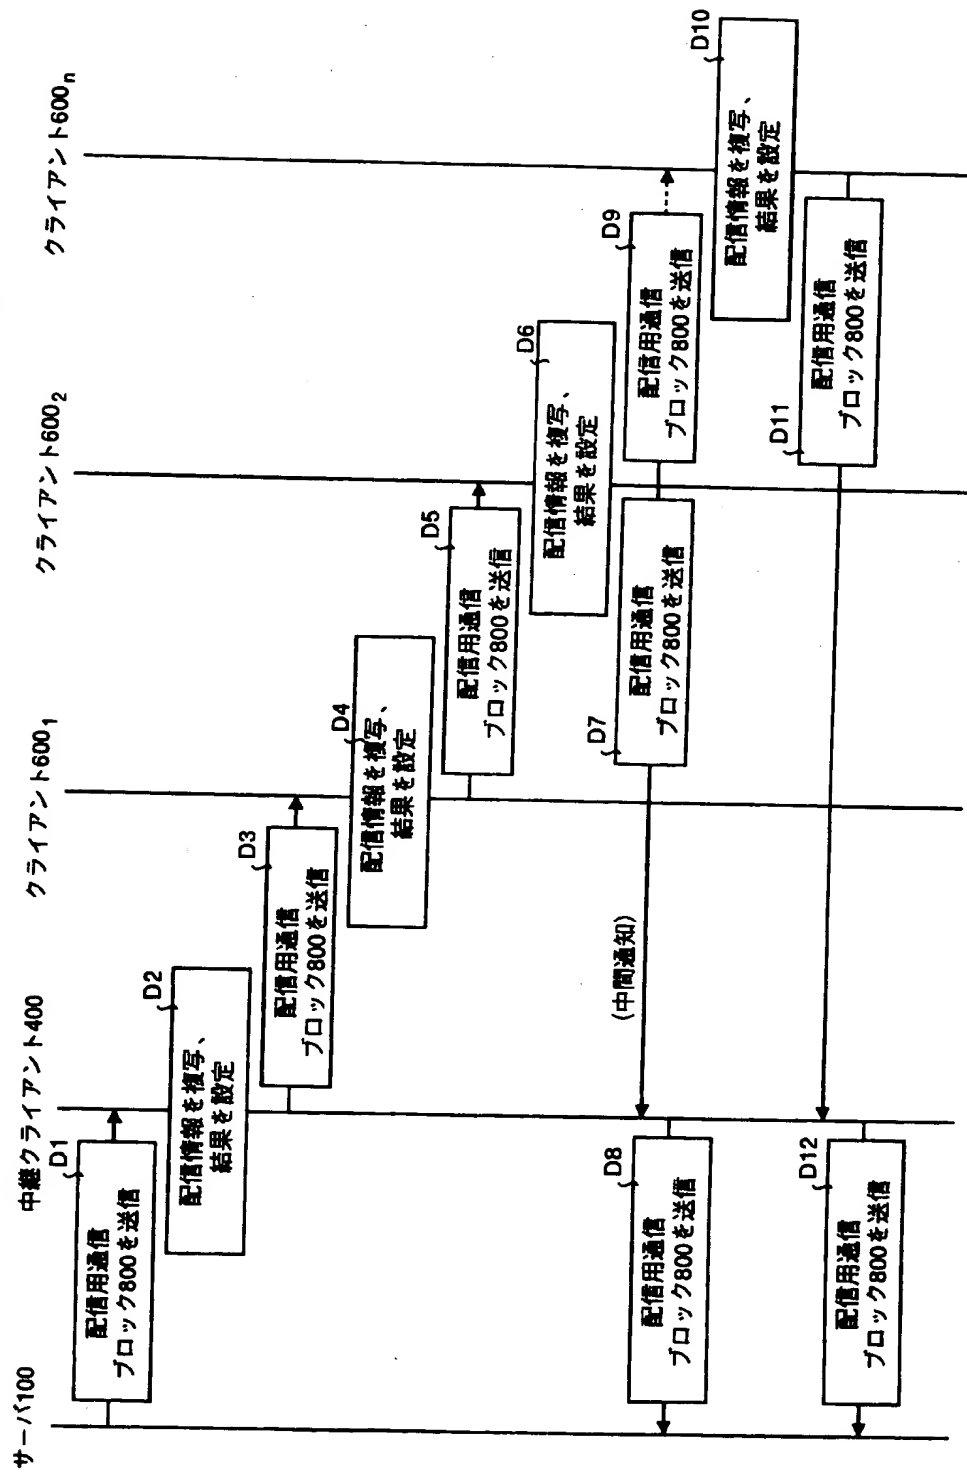 サーバ100
中継クライアント400
クライアント600₁
クライアント600₂
クライアント600ₙ
D1
配信用通信
ブロック800を送信
D2
配信情報を複写、
結果を設定
D3
配信用通信
ブロック800を送信
D4
配信情報を複写、
結果を設定
D5
配信用通信
ブロック800を送信
D6
配信情報を複写、
結果を設定
D7
配信用通信
ブロック800を送信
(中間通知)
D8
配信用通信
ブロック800を送信
D9
配信用通信
ブロック800を送信
D10
配信情報を複写、
結果を設定
D11
配信用通信
ブロック800を送信
D12
配信用通信
ブロック800を送信